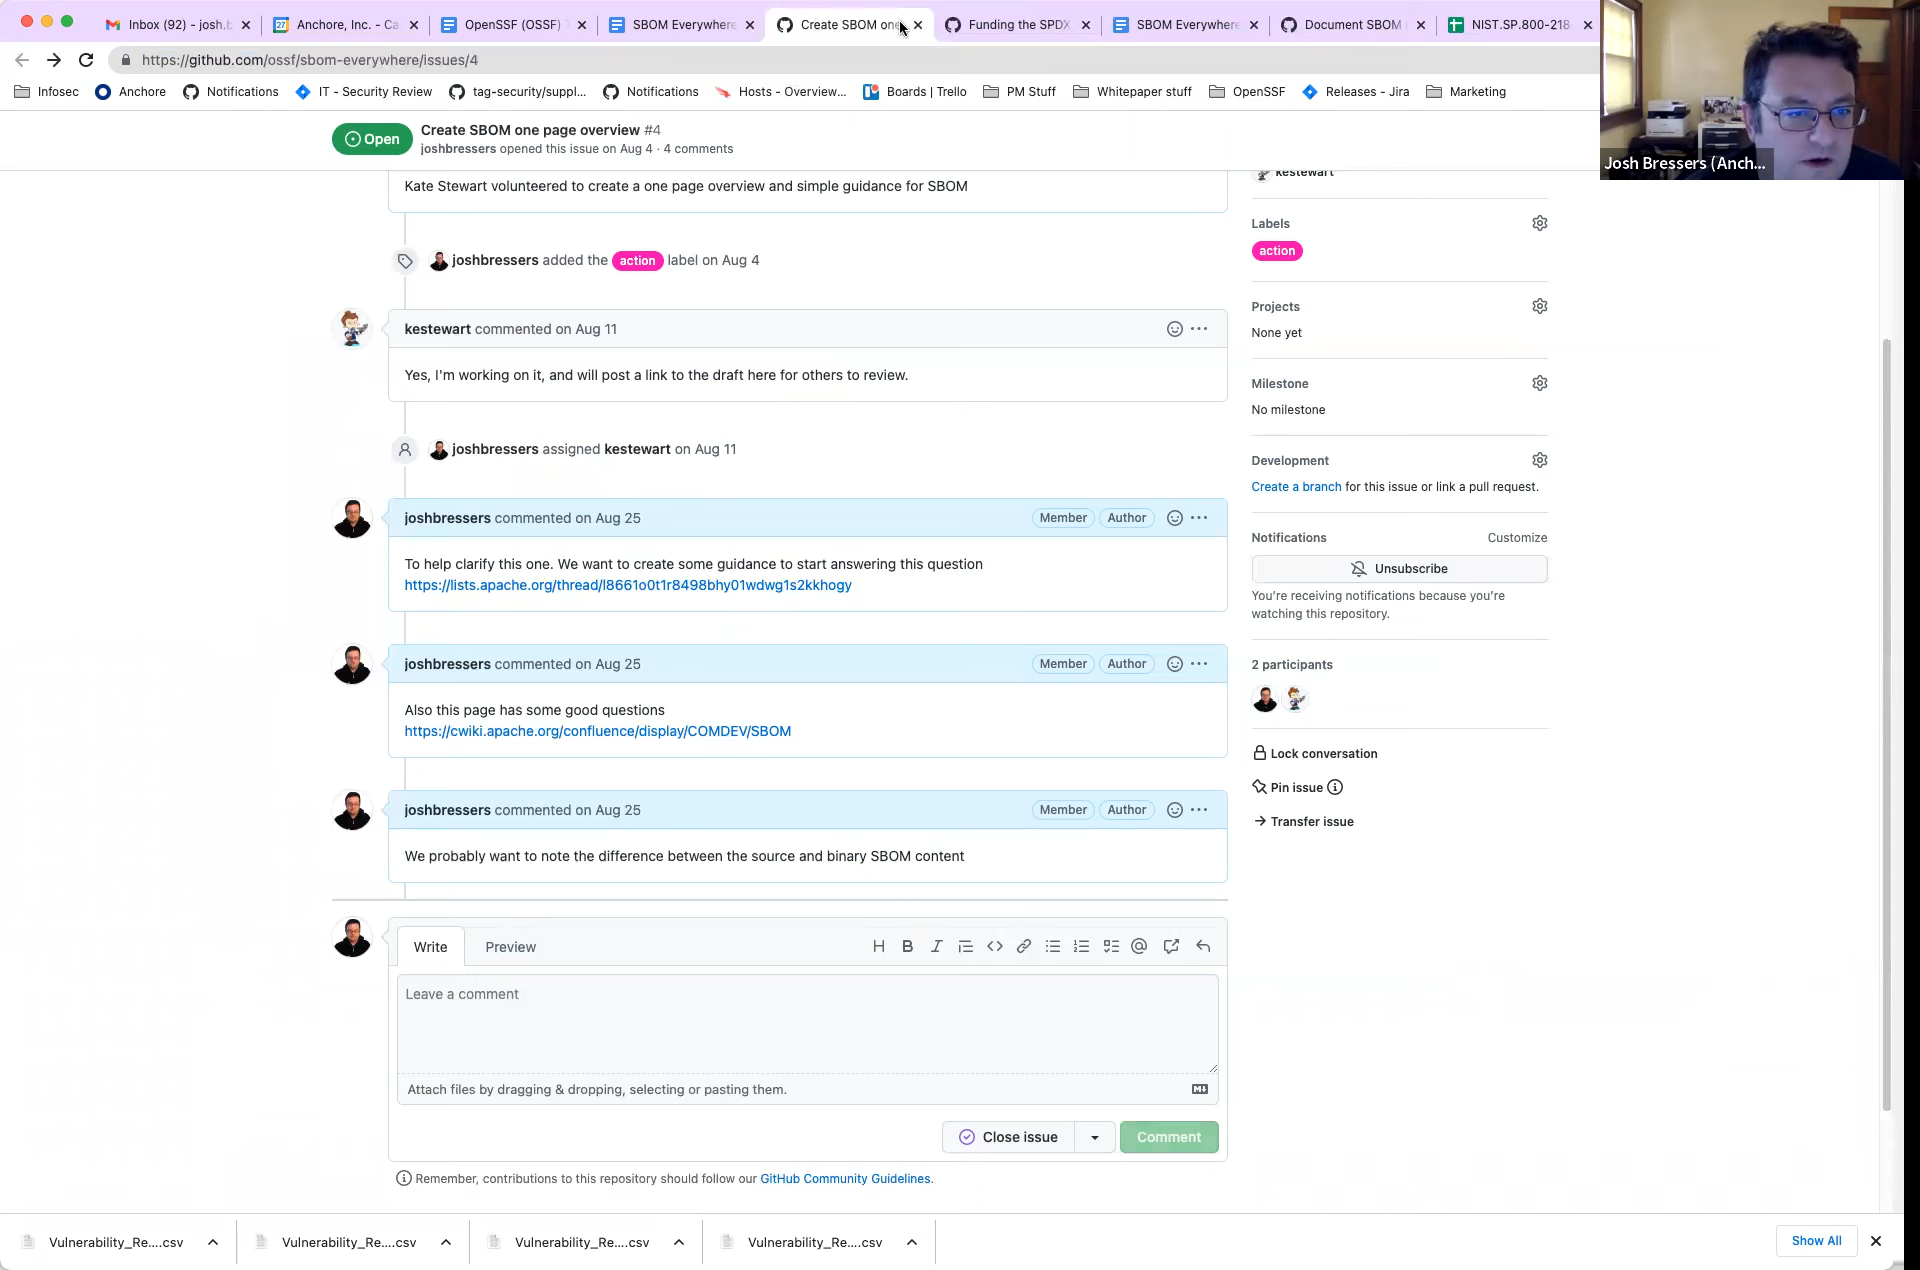 Inbox (92) - josh.b
Anchore, Inc. - Ca
OpenSSF (OSSF)
SBOM Everywhere
Create SBOM one
Funding the SPDX
SBOM Everywhere
Document SBOM
NIST.SP.800-218
https://github.com/ossf/sbom-everywhere/issues/4
Infosec
Anchore
Notifications
IT - Security Review
tag-security/suppl...
Notifications
Hosts - Overview...
Boards | Trello
PM Stuff
Whitepaper stuff
OpenSSF
Releases - Jira
Marketing
Josh Bressers (Anch...
Open
Create SBOM one page overview #4
joshbressers opened this issue on Aug 4 · 4 comments
Kate Stewart volunteered to create a one page overview and simple guidance for SBOM
joshbressers added the action label on Aug 4
kestewart commented on Aug 11
Yes, I'm working on it, and will post a link to the draft here for others to review.
joshbressers assigned kestewart on Aug 11
joshbressers commented on Aug 25
Member
Author
To help clarify this one. We want to create some guidance to start answering this question
https://lists.apache.org/thread/l8661o0t1r8498bhy01wdwg1s2kkhogy
joshbressers commented on Aug 25
Member
Author
Also this page has some good questions
https://cwiki.apache.org/confluence/display/COMDEV/SBOM
joshbressers commented on Aug 25
Member
Author
We probably want to note the difference between the source and binary SBOM content
Write
Preview
Leave a comment
Attach files by dragging & dropping, selecting or pasting them.
Close issue
Comment
Remember, contributions to this repository should follow our GitHub Community Guidelines.
kestewart
Labels
action
Projects
None yet
Milestone
No milestone
Development
Create a branch for this issue or link a pull request.
Notifications
Customize
Unsubscribe
You're receiving notifications because you're
watching this repository.
2 participants
Lock conversation
Pin issue
Transfer issue
Vulnerability_Re....csv
Vulnerability_Re....csv
Vulnerability_Re....csv
Vulnerability_Re....csv
Show All